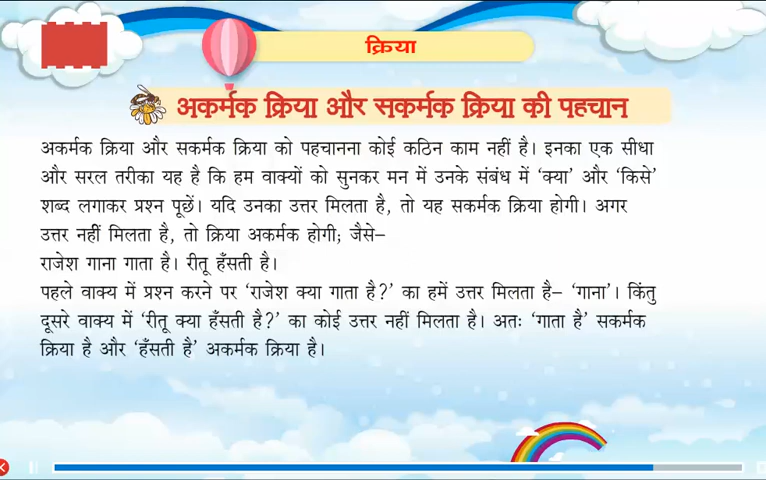 क्रिया
अकर्मक क्रिया और सकर्मक क्रिया की पहचान
अकर्मक क्रिया और सकर्मक क्रिया को पहचानना कोई कठिन काम नहीं है। इनका एक सीधा
और सरल तरीका यह है कि हम वाक्यों को सुनकर मन में उनके संबंध में ‘क्या’ और ‘किसे’
शब्द लगाकर प्रश्न पूछें। यदि उनका उत्तर मिलता है, तो यह सकर्मक क्रिया होगी। अगर
उत्तर नहीं मिलता है, तो क्रिया अकर्मक होगी; जैसे–
राजेश गाना गाता है। रीतू हँसती है।
पहले वाक्य में प्रश्न करने पर ‘राजेश क्या गाता है?’ का हमें उत्तर मिलता है– ‘गाना’। किंतु
दूसरे वाक्य में ‘रीतू क्या हँसती है?’ का कोई उत्तर नहीं मिलता है। अतः ‘गाता है’ सकर्मक
क्रिया है और ‘हँसती है’ अकर्मक क्रिया है।